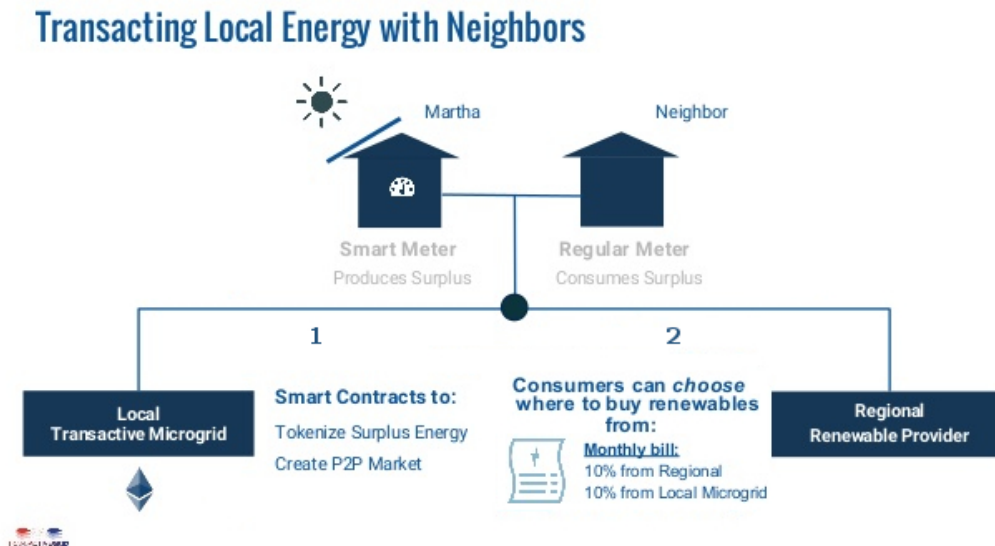 Transacting Local Energy with Neighbors
Martha
Neighbor
Smart Meter
Produces Surplus
Regular Meter
Consumes Surplus
1
2
Local
Transactive Microgrid
Smart Contracts to:
Tokenize Surplus Energy
Create P2P Market
Consumers can choose
where to buy renewables
from:
Monthly bill:
10% from Regional
10% from Local Microgrid
Regional
Renewable Provider